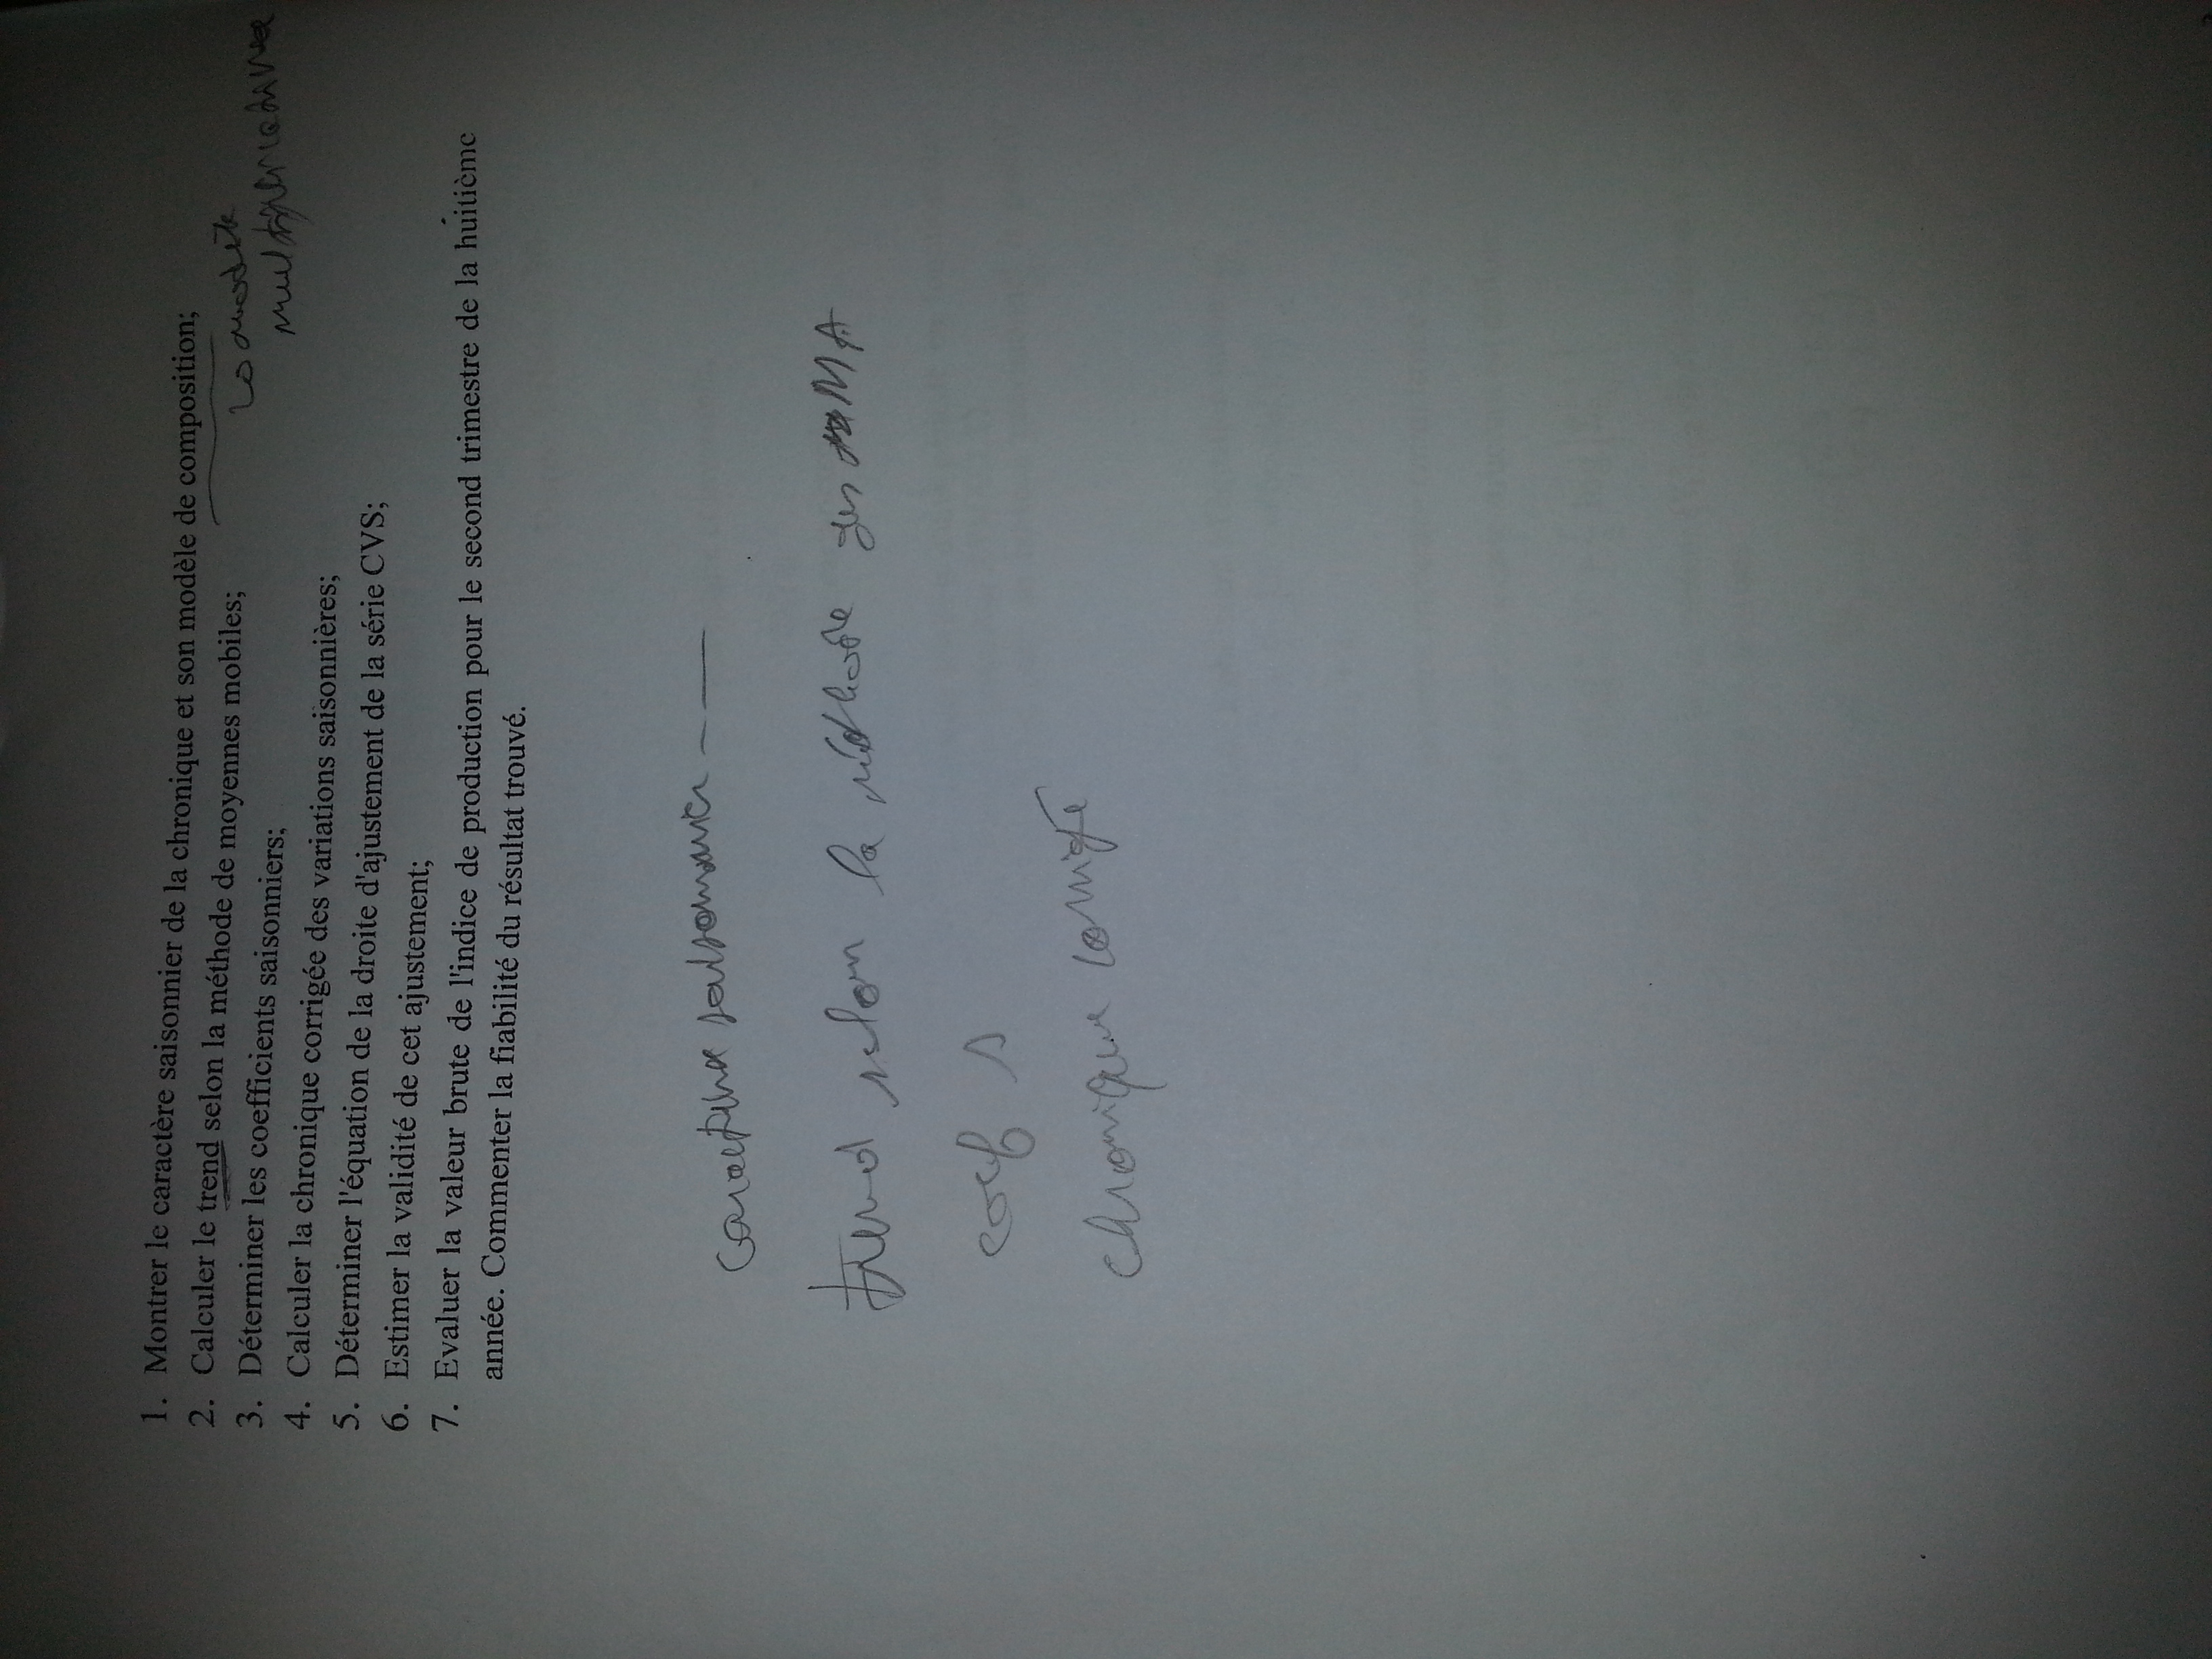 1. Montrer le caractère saisonnier de la chronique et son modèle de composition;
2. Calculer le trend selon la méthode de moyennes mobiles;
multiplicative
3. Déterminer les coefficients saisonniers;
4. Calculer la chronique corrigée des variations saisonnières;
5. Déterminer l'équation de la droite d'ajustement de la série CVS;
6. Estimer la validité de cet ajustement;
7. Evaluer la valeur brute de l'indice de production pour le second trimestre de la huitième
année. Commenter la fiabilité du résultat trouvé.
Caractère saisonnier
trend selon la méthode des MA
coef s
chronique corrigé